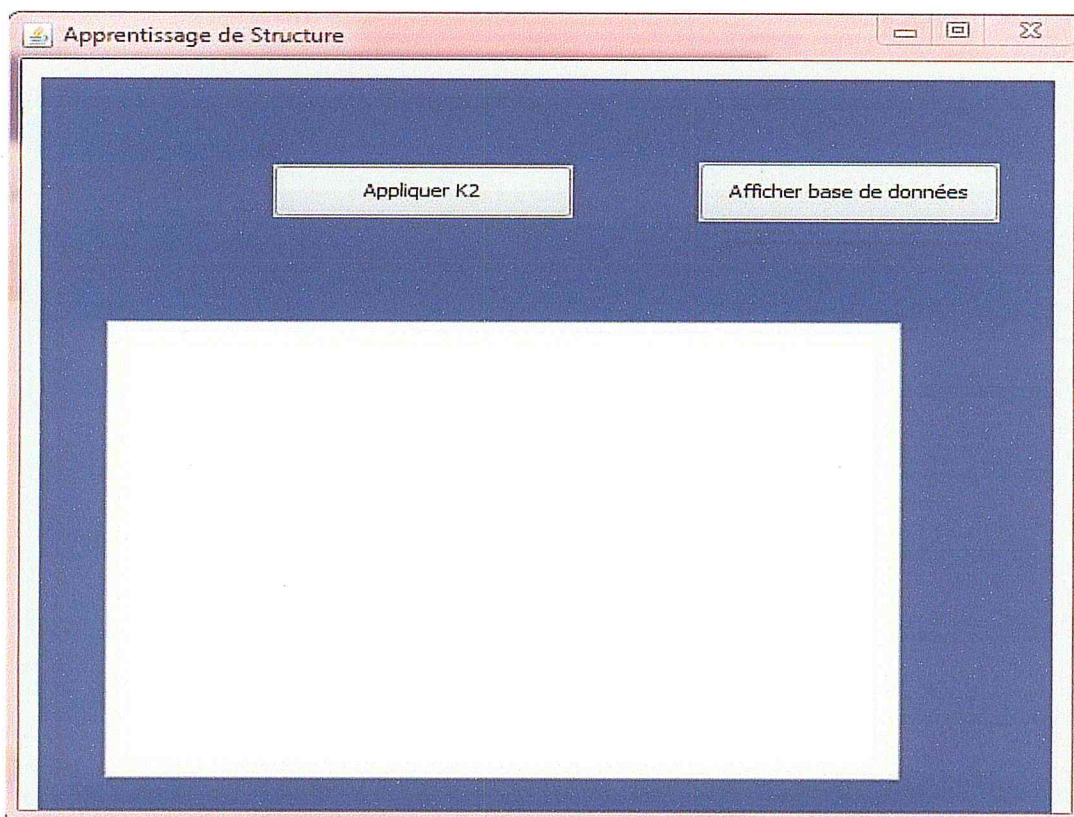 Apprentissage de Structure
Appliquer K2
Afficher base de données